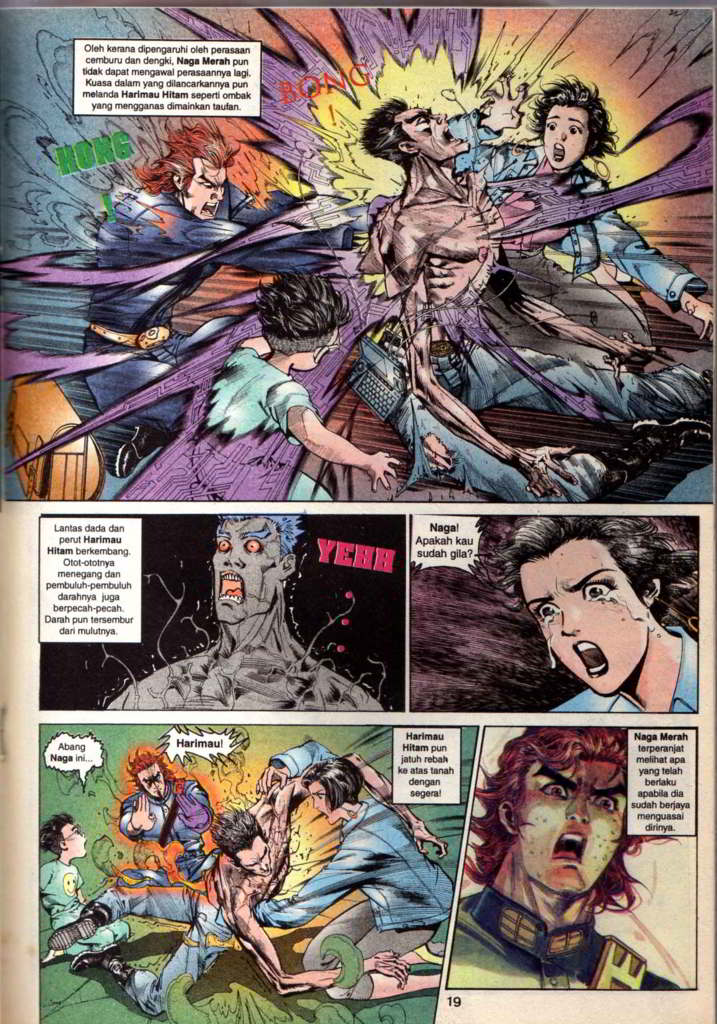 Oleh kerana dipengaruhi oleh perasaan
cemburu dan dengki, Naga Merah pun
tidak dapat mengawal perasaannya lagi.
Kuasa dalam yang dilancarkannya pun
melanda Harimau Hitam seperti ombak
yang mengganas dimainkan taufan.
BONG
!
HONG
!
Lantas dada dan
perut Harimau
Hitam berkembang.
Otot-ototnya
menegang dan
pembuluh-pembuluh
darahnya juga
berpecah-pecah.
Darah pun tersembur
dari mulutnya.
YEHH
Naga!
Apakah kau
sudah gila?
Abang
Naga ini...
Harimau!
Harimau
Hitam pun
jatuh rebak
ke atas tanah
dengan
segera!
Naga Merah
terperanjat
melihat apa
yang telah
berlaku
apabila dia
sudah berjaya
menguasai
dirinya.
19